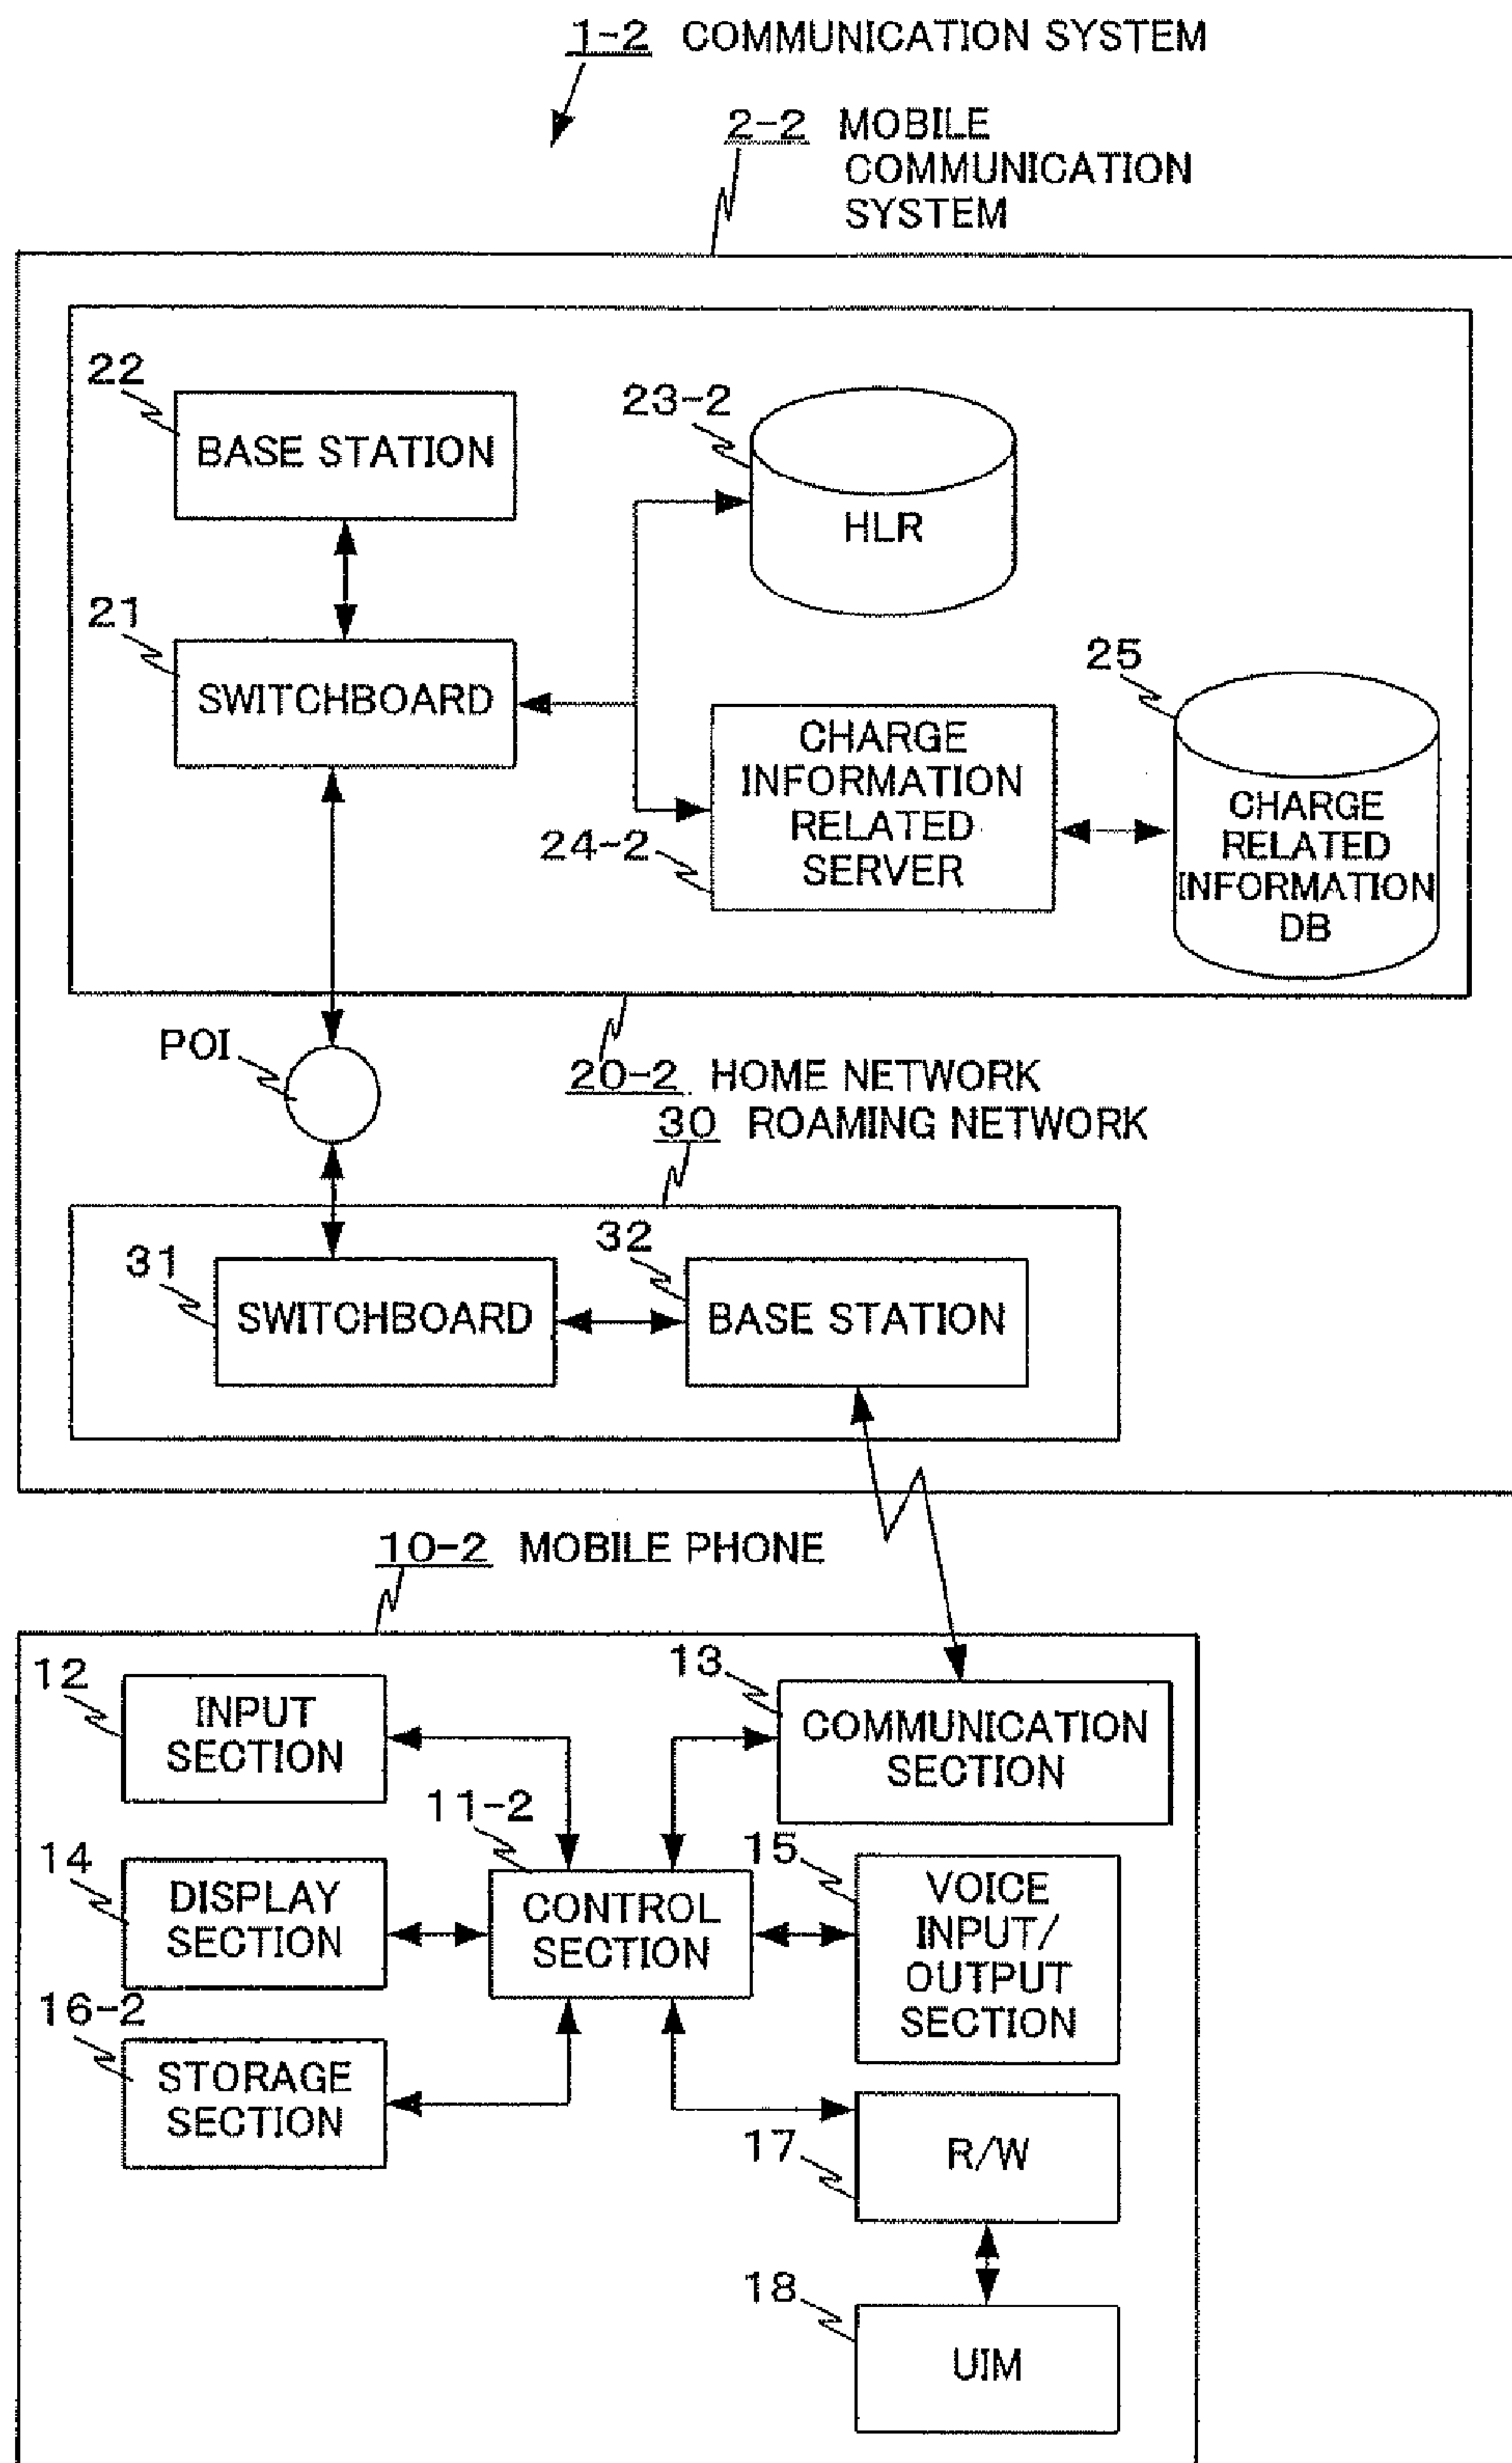 1-2 COMMUNICATION SYSTEM
2-2 MOBILE
COMMUNICATION
SYSTEM
22
BASE STATION
23-2
HLR
21
SWITCHBOARD
25
CHARGE
INFORMATION
RELATED
SERVER
24-2
CHARGE
RELATED
INFORMATION
DB
POI
20-2 HOME NETWORK
30 ROAMING NETWORK
31
SWITCHBOARD
32
BASE STATION
10-2 MOBILE PHONE
12
INPUT
SECTION
13
COMMUNICATION
SECTION
11-2
CONTROL
SECTION
14
DISPLAY
SECTION
15
VOICE
INPUT/
OUTPUT
SECTION
16-2
STORAGE
SECTION
17
R/W
18
UIM